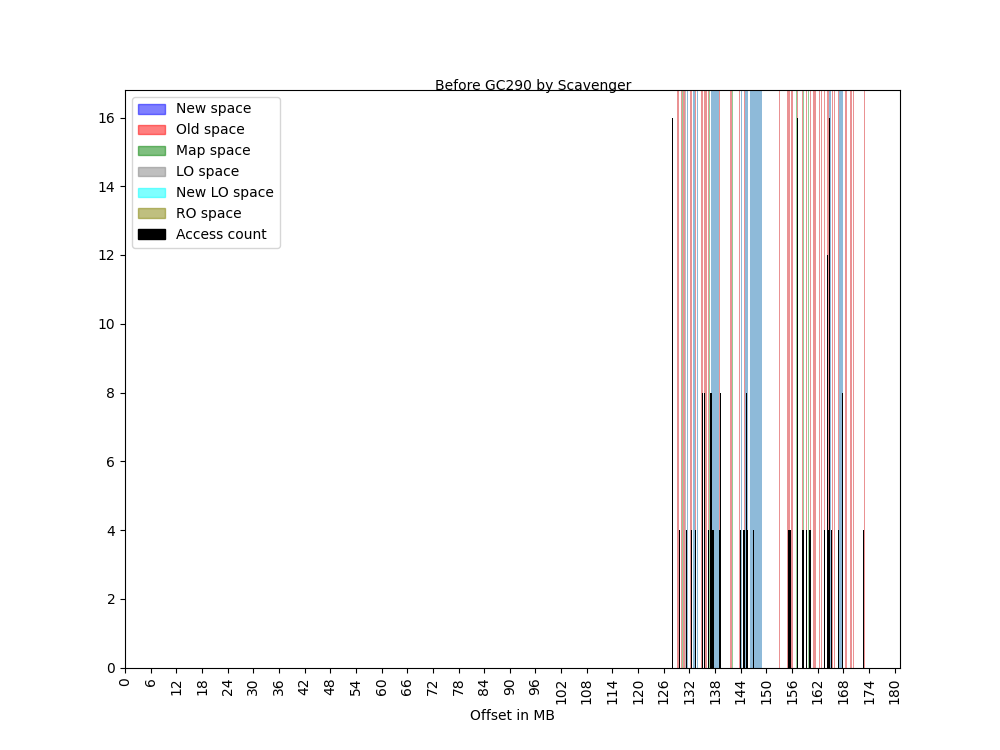 Before GC290 by Scavenger
New space
Old space
Map space
LO space
New LO space
RO space
Access count
16
14
12
10
8
6
4
2
0
0 6 12 18 24 30 36 42 48 54 60 66 72 78 84 90 96 102 108 114 120 126 132 138 144 150 156 162 168 174 180
Offset in MB